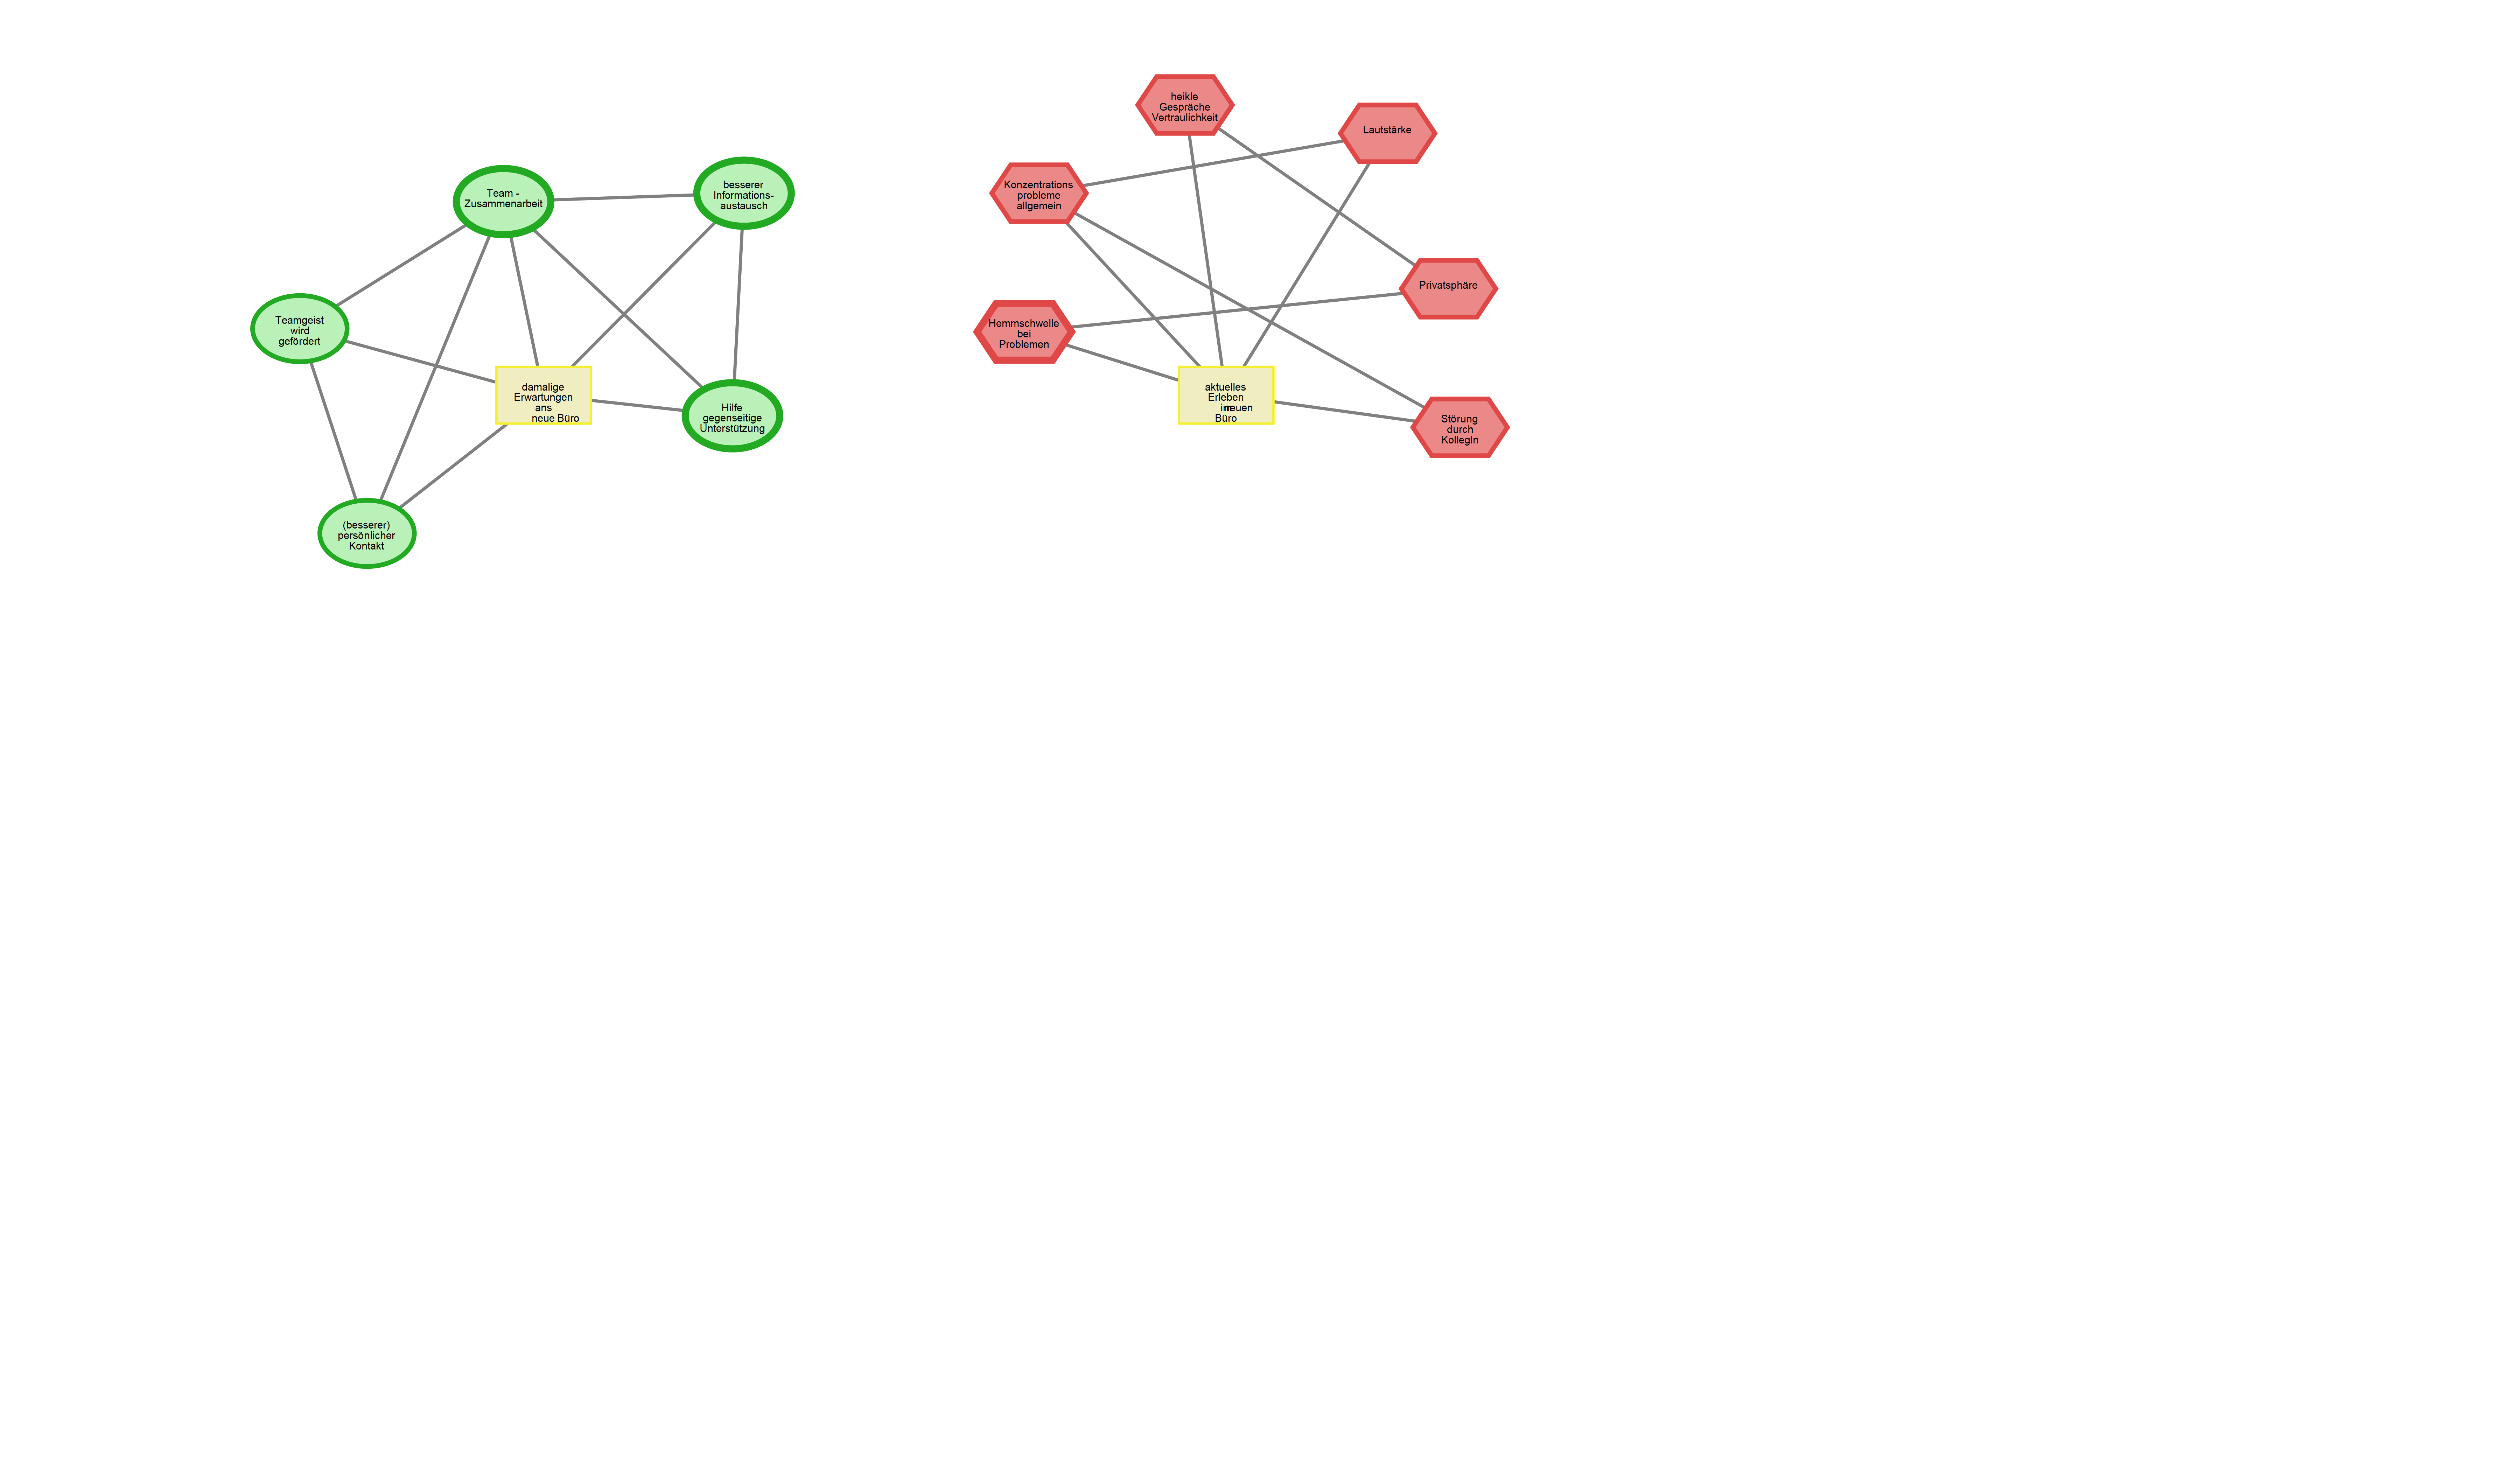 Team -
Zusammenarbeit
besserer
Informations-
austausch
Teamgeist
wird
gefördert
damalige
Erwartungen
ans
neue Büro
Hilfe
gegenseitige
Unterstützung
(besserer)
persönlicher
Kontakt
heikle
Gespräche
Vertraulichkeit
Lautstärke
Konzentrations
probleme
allgemein
Privatsphäre
Hemmschwelle
bei
Problemen
aktuelles
Erleben
im neuen
Büro
Störung
durch
KollegIn